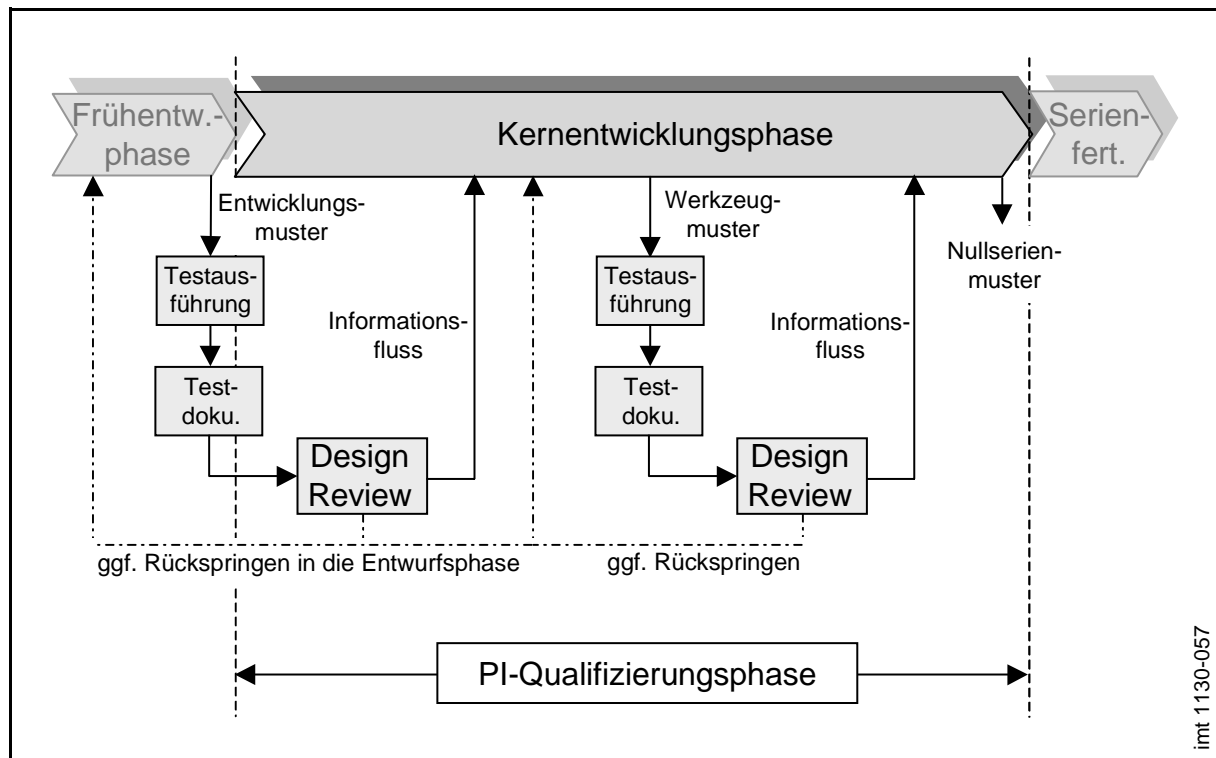 Frühentw.-
phase
Kernentwicklungsphase
Serien-
fert.
Entwicklungs-
muster
Testaus-
führung
Test-
doku.
Design
Review
Informations-
fluss
Werkzeug-
muster
Testaus-
führung
Test-
doku.
Design
Review
Informations-
fluss
Nullserien-
muster
ggf. Rückspringen in die Entwurfsphase
ggf. Rückspringen
PI-Qualifizierungsphase
imt 1130-057